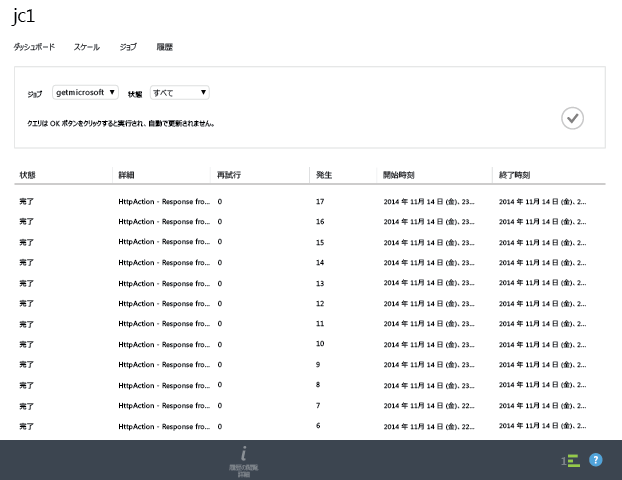 jc1
ダッシュボード スケール ジョブ 履歴
ジョブ getmicrosoft ▼ 状態 すべて ▼
クエリは OK ボタンをクリックすると実行され、自動で更新されません。
状態 詳細 再試行 発生 開始時刻 終了時刻
完了 HttpAction - Response fro... 0 17 2014 年 11月 14 日 (金)、23... 2014 年 11月 14 日 (金)、2...
完了 HttpAction - Response fro... 0 16 2014 年 11月 14 日 (金)、23... 2014 年 11月 14 日 (金)、2...
完了 HttpAction - Response fro... 0 15 2014 年 11月 14 日 (金)、23... 2014 年 11月 14 日 (金)、2...
完了 HttpAction - Response fro... 0 14 2014 年 11月 14 日 (金)、23... 2014 年 11月 14 日 (金)、2...
完了 HttpAction - Response fro... 0 13 2014 年 11月 14 日 (金)、23... 2014 年 11月 14 日 (金)、2...
完了 HttpAction - Response fro... 0 12 2014 年 11月 14 日 (金)、23... 2014 年 11月 14 日 (金)、2...
完了 HttpAction - Response fro... 0 11 2014 年 11月 14 日 (金)、23... 2014 年 11月 14 日 (金)、2...
完了 HttpAction - Response fro... 0 10 2014 年 11月 14 日 (金)、23... 2014 年 11月 14 日 (金)、2...
完了 HttpAction - Response fro... 0 9 2014 年 11月 14 日 (金)、23... 2014 年 11月 14 日 (金)、2...
完了 HttpAction - Response fro... 0 8 2014 年 11月 14 日 (金)、23... 2014 年 11月 14 日 (金)、2...
完了 HttpAction - Response fro... 0 7 2014 年 11月 14 日 (金)、22... 2014 年 11月 14 日 (金)、2...
完了 HttpAction - Response fro... 0 6 2014 年 11月 14 日 (金)、22... 2014 年 11月 14 日 (金)、2...
i 1 ?
詳細